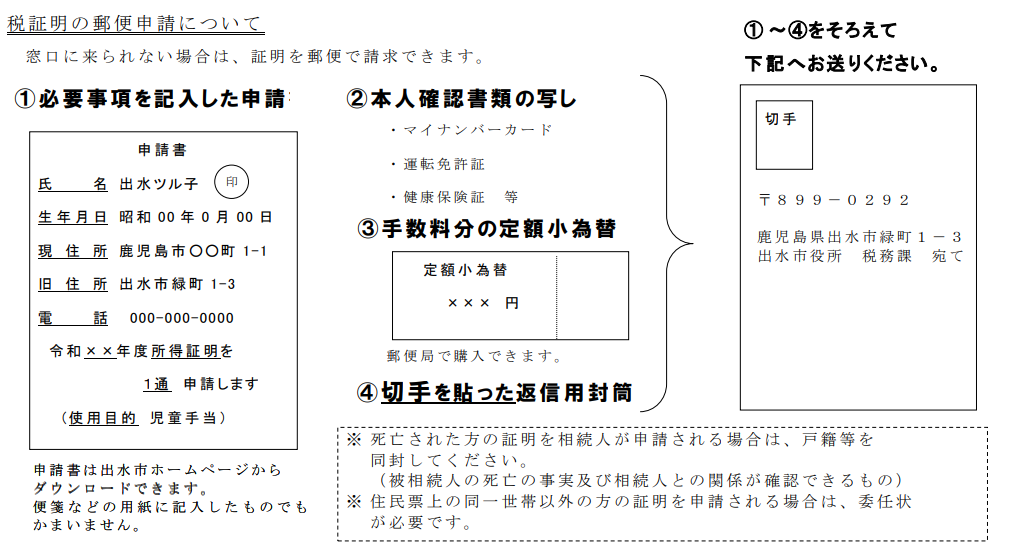 税証明の郵便申請について
窓口に来られない場合は、証明を郵便で請求できます。
①必要事項を記入した申請
申請書
氏　　名 出水ツル子 印
生年月日 昭和 00 年 0 月 00 日
現 住 所 鹿児島市〇〇町 1-1
旧 住 所 出水市緑町 1-3
電　　話 000-000-0000
令和××年度所得証明を
1通 申請します
（使用目的 児童手当）
申請書は出水市ホームページから
ダウンロードできます。
便箋などの用紙に記入したものでも
かまいません。
②本人確認書類の写し
・マイナンバーカード
・運転免許証
・健康保険証　等
③手数料分の定額小為替
定額小為替
××× 円
郵便局で購入できます。
④切手を貼った返信用封筒
①～④をそろえて
下記へお送りください。
切手
〒８９９－０２９２
鹿児島県出水市緑町１－３
出水市役所　税務課　宛て
※ 死亡された方の証明を相続人が申請される場合は、戸籍等を
同封してください。
（被相続人の死亡の事実及び相続人との関係が確認できるもの）
※ 住民票上の同一世帯以外の方の証明を申請される場合は、委任状
が必要です。